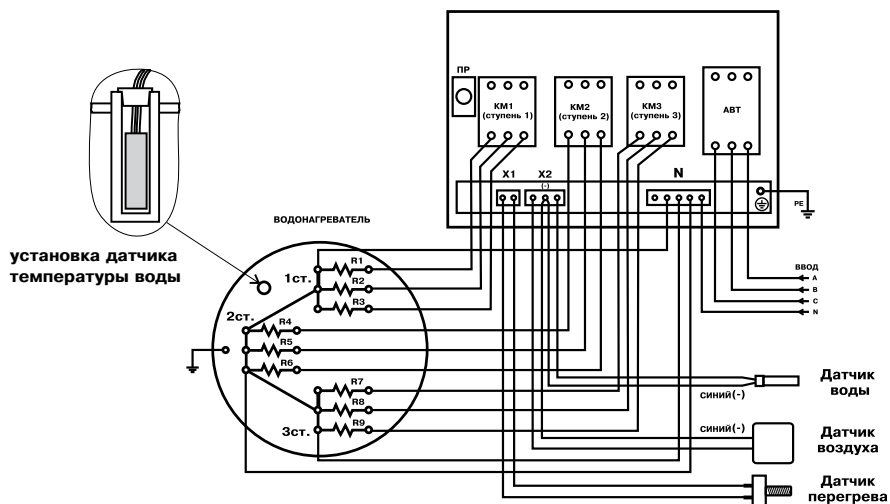 ПР
КМ1
(ступень 1)
КМ2
(ступень 2)
КМ3
(ступень 3)
АВТ
X1
X2
(-)
N
PE
ВОДОНАГРЕВАТЕЛЬ
установка датчика
температуры воды
1ст.
R1
R2
R3
2ст.
R4
R5
R6
R7
R8
R9
3ст.
ВВОД
A
B
C
N
Датчик
воды
синий(-)
синий(-)
Датчик
воздуха
Датчик
перегрева